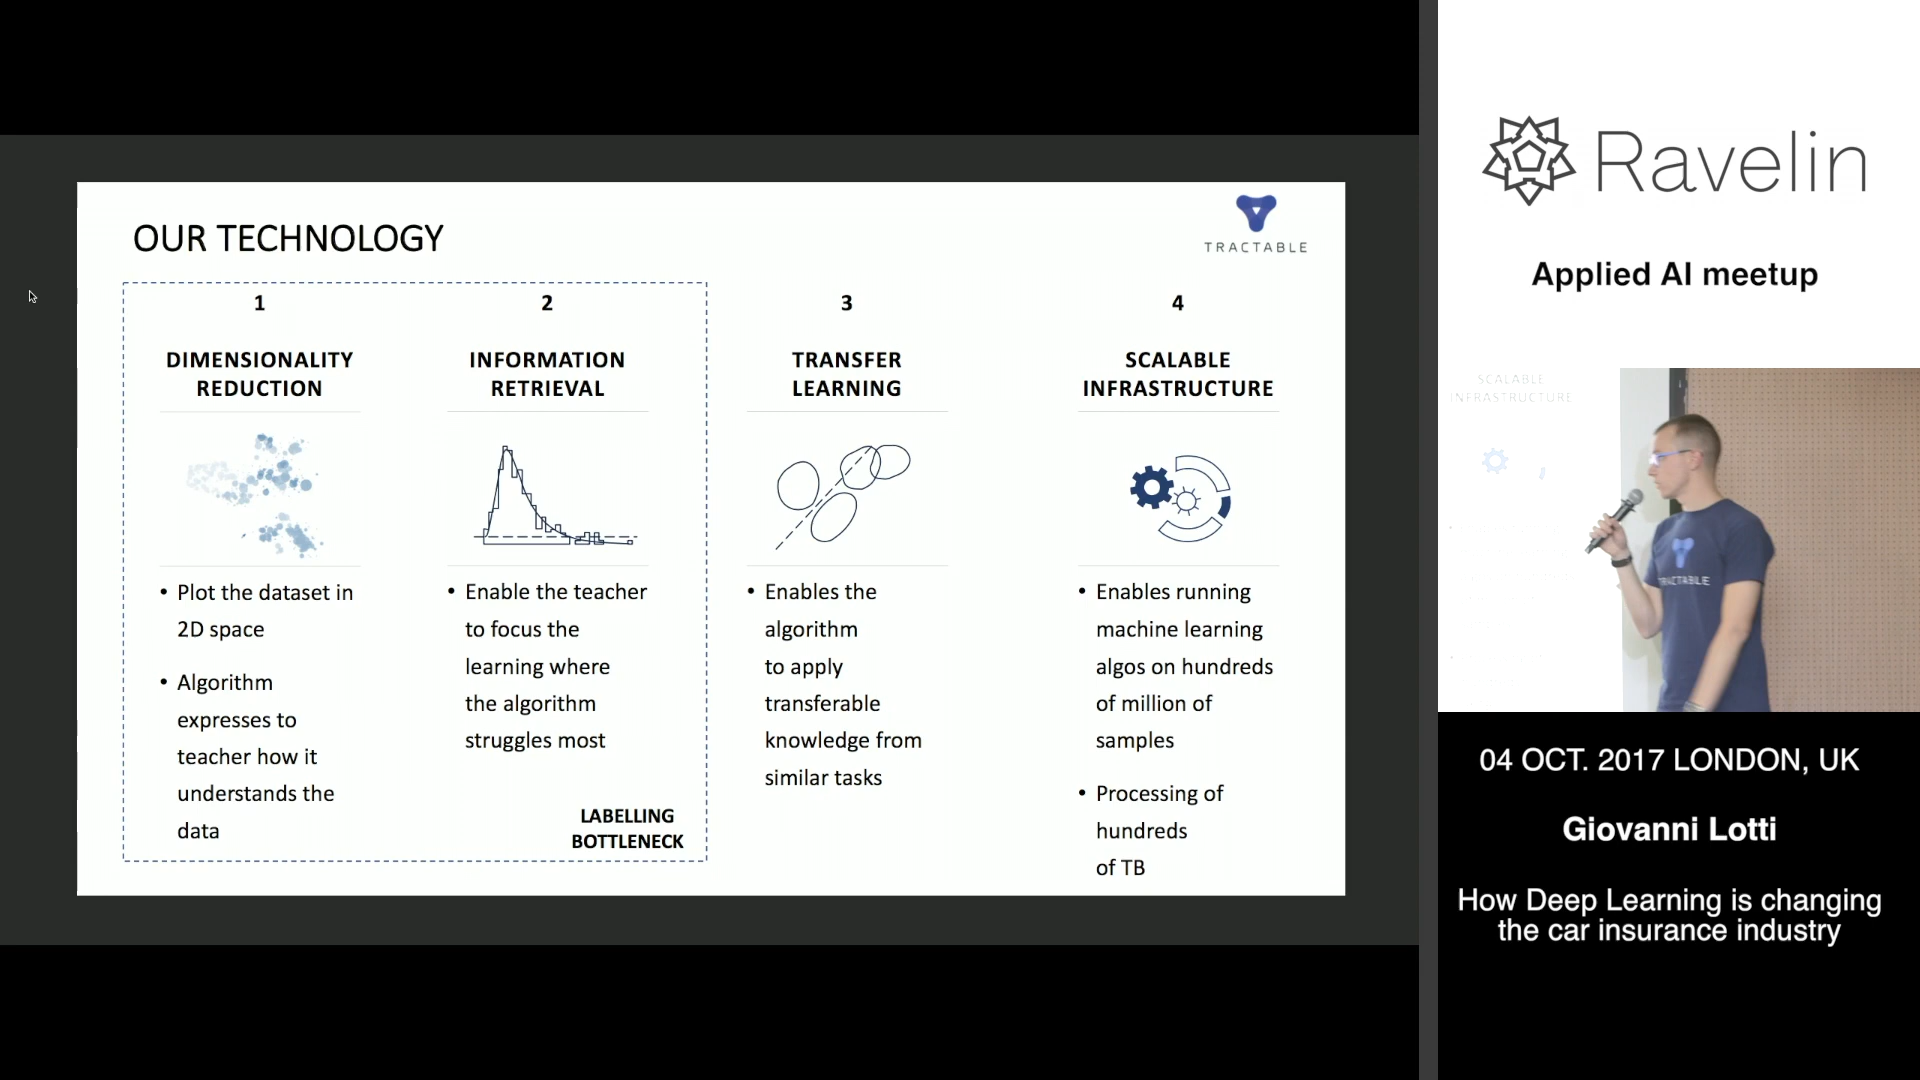 OUR TECHNOLOGY
TRACTABLE
1
DIMENSIONALITY
REDUCTION
• Plot the dataset in
2D space
• Algorithm
expresses to
teacher how it
understands the
data
2
INFORMATION
RETRIEVAL
• Enable the teacher
to focus the
learning where
the algorithm
struggles most
LABELLING
BOTTLENECK
3
TRANSFER
LEARNING
• Enables the
algorithm
to apply
transferable
knowledge from
similar tasks
4
SCALABLE
INFRASTRUCTURE
• Enables running
machine learning
algos on hundreds
of million of
samples
• Processing of
hundreds
of TB
Ravelin
Applied AI meetup
SCALABLE
INFRASTRUCTURE
TRACTABLE
04 OCT. 2017 LONDON, UK
Giovanni Lotti
How Deep Learning is changing
the car insurance industry